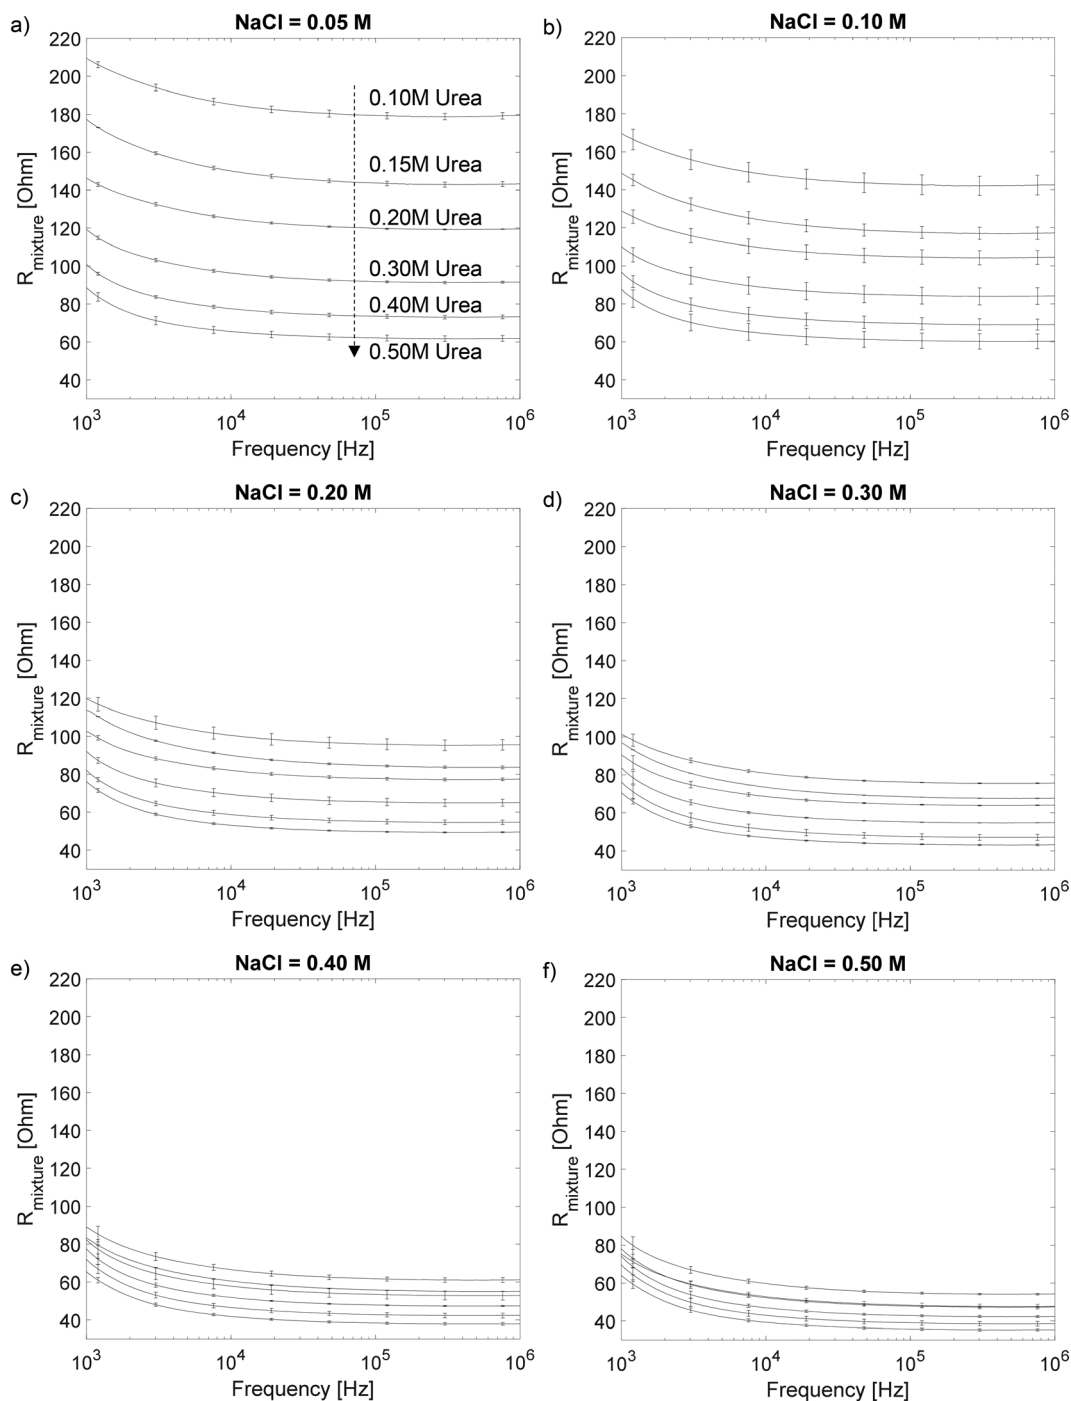 a) NaCl = 0.05 M
220
200
180
160
140
120
100
80
60
40
R_mixture [Ohm]
0.10M Urea
0.15M Urea
0.20M Urea
0.30M Urea
0.40M Urea
0.50M Urea
10^3 10^4 10^5 10^6
Frequency [Hz]
b) NaCl = 0.10 M
220
200
180
160
140
120
100
80
60
40
R_mixture [Ohm]
10^3 10^4 10^5 10^6
Frequency [Hz]
c) NaCl = 0.20 M
220
200
180
160
140
120
100
80
60
40
R_mixture [Ohm]
10^3 10^4 10^5 10^6
Frequency [Hz]
d) NaCl = 0.30 M
220
200
180
160
140
120
100
80
60
40
R_mixture [Ohm]
10^3 10^4 10^5 10^6
Frequency [Hz]
e) NaCl = 0.40 M
220
200
180
160
140
120
100
80
60
40
R_mixture [Ohm]
10^3 10^4 10^5 10^6
Frequency [Hz]
f) NaCl = 0.50 M
220
200
180
160
140
120
100
80
60
40
R_mixture [Ohm]
10^3 10^4 10^5 10^6
Frequency [Hz]